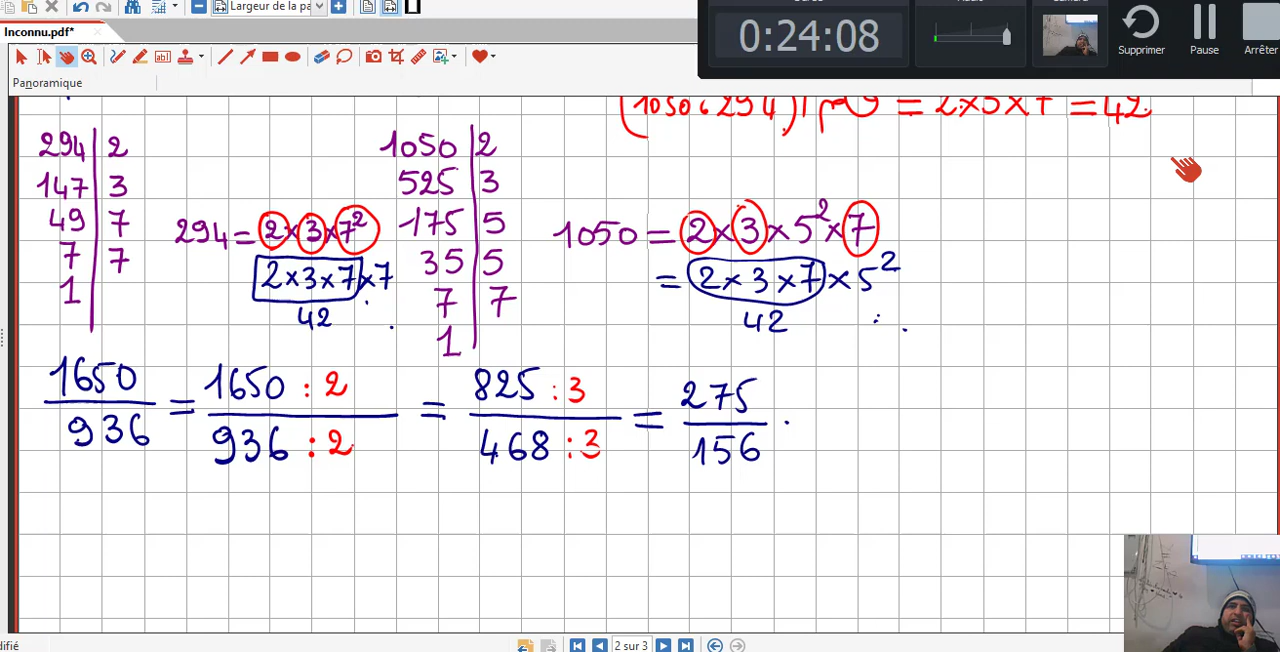 Largeur de la pa
Inconnu.pdf*
Panoramique
0:24:08
Supprimer
Pause
Arrêter
= 2×3×7 = 42
294 | 2
147 | 3
49 | 7
7 | 7
1
294 = 2×3×7²
2×3×7×7
42
1050 | 2
525 | 3
175 | 5
35 | 5
7 | 7
1
1050 = 2×3×5²×7
= 2×3×7×5²
42
1650/936 = 1650:2/936:2 = 825:3/468:3 = 275/156
2 sur 3